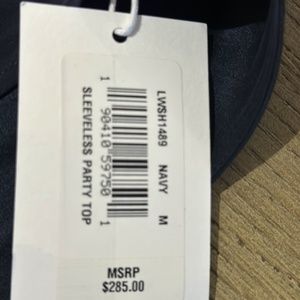 LWSH1489 NAVY M
1 90410 59750 1
SLEEVELESS PARTY TOP
MSRP
$285.00